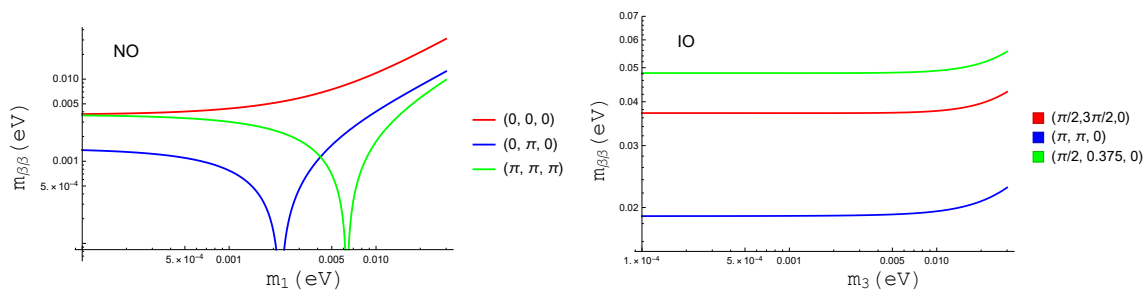 NO
m_ββ (eV)
0.010
0.005
0.001
5.×10⁻⁴
5.×10⁻⁴
0.001
0.005
0.010
m₁ (eV)
(0, 0, 0)
(0, π, 0)
(π, π, π)
IO
m_ββ (eV)
0.07
0.06
0.05
0.04
0.03
0.02
1.×10⁻⁴
5.×10⁻⁴
0.001
0.005
0.010
m₃ (eV)
(π/2,3π/2,0)
(π, π, 0)
(π/2, 0.375, 0)